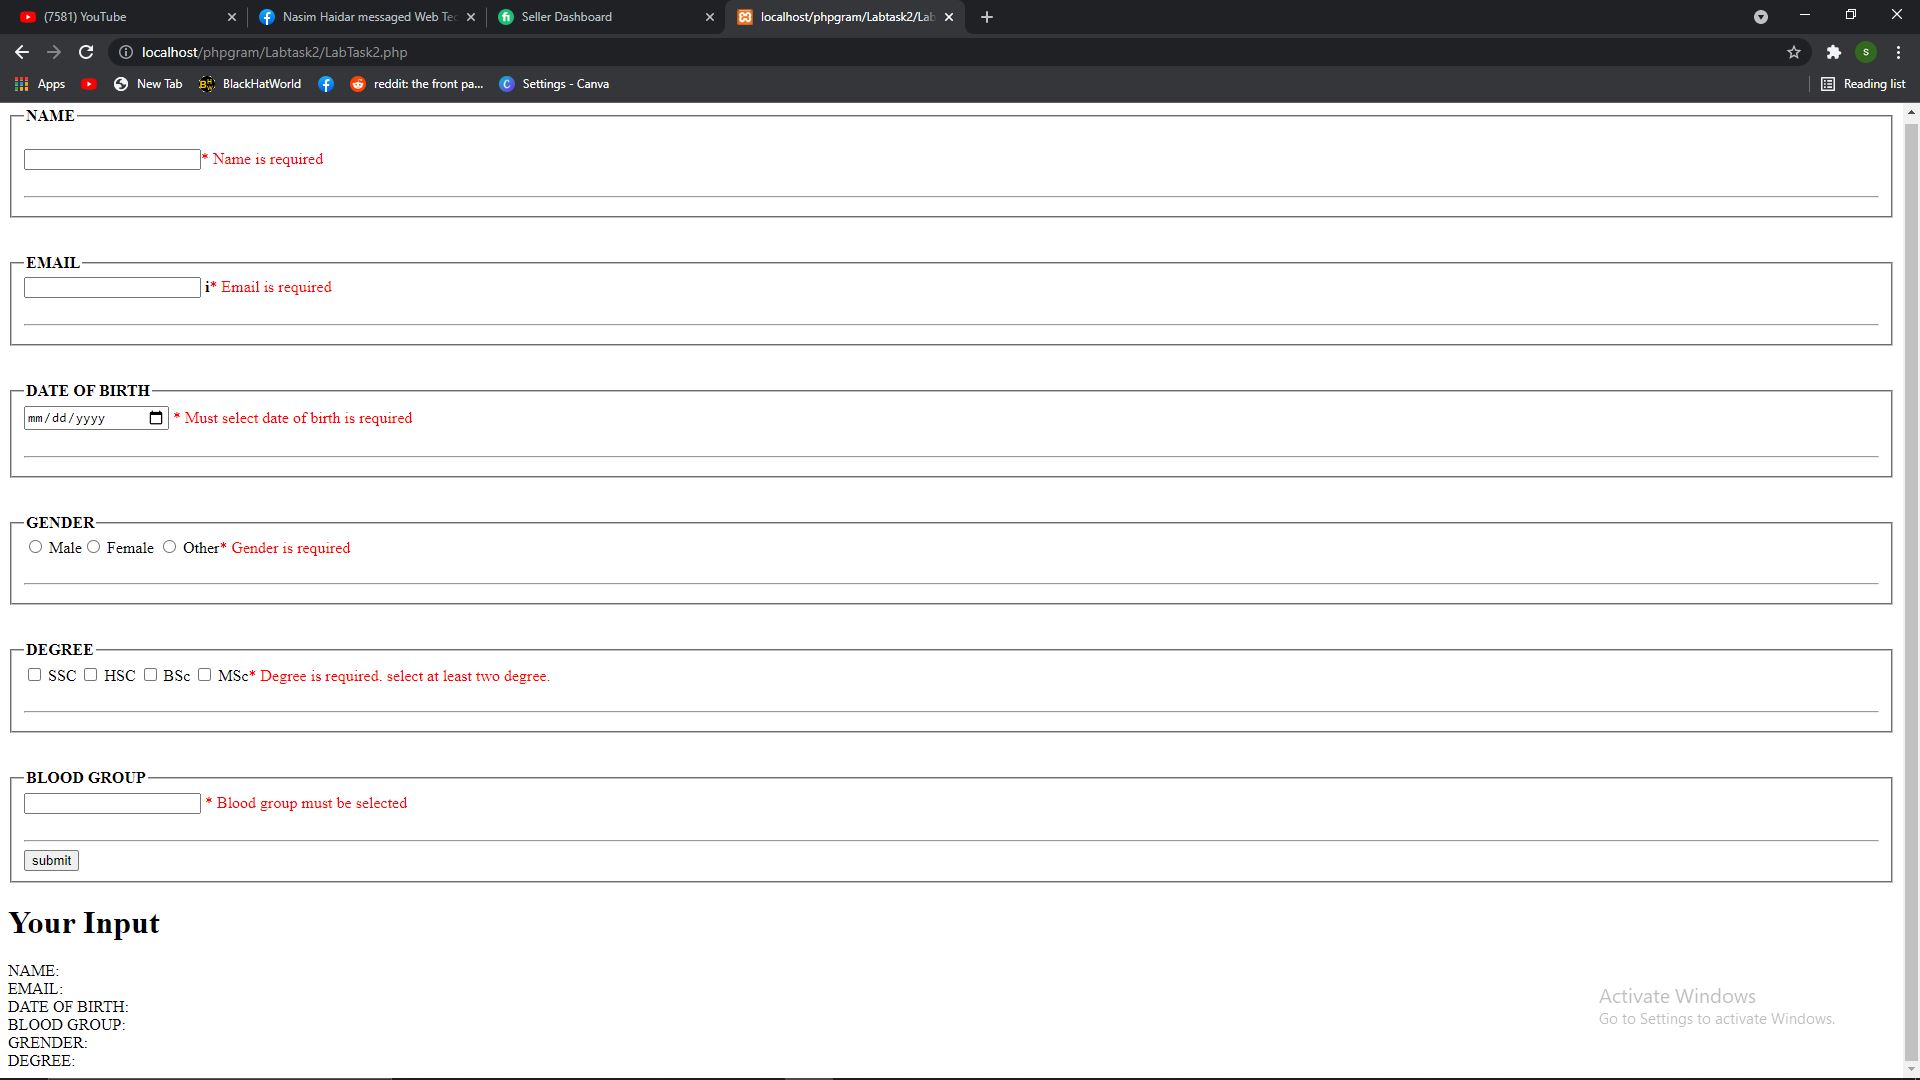 (7581) YouTube
Nasim Haidar messaged Web Tec
Seller Dashboard
localhost/phpgram/Labtask2/Lab
localhost/phpgram/Labtask2/LabTask2.php
S
Apps
New Tab
BlackHatWorld
reddit: the front pa...
Settings - Canva
Reading list
NAME
* Name is required
EMAIL
i* Email is required
DATE OF BIRTH
mm/dd/yyyy * Must select date of birth is required
GENDER
Male Female Other* Gender is required
DEGREE
SSC HSC BSc MSc* Degree is required. select at least two degree.
BLOOD GROUP
* Blood group must be selected
submit
Your Input
NAME:
EMAIL:
DATE OF BIRTH:
BLOOD GROUP:
GRENDER:
DEGREE:
Activate Windows
Go to Settings to activate Windows.